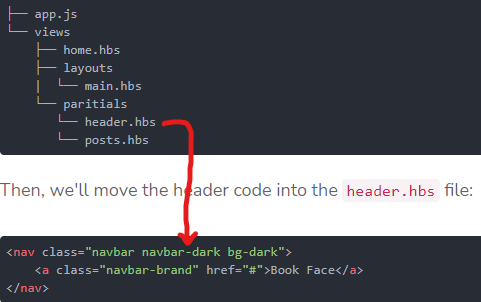 ├── app.js
└── views
    ├── home.hbs
    ├── layouts
    |   └── main.hbs
    └── paritials
        └── header.hbs
        └── posts.hbs
Then, we'll move the header code into the header.hbs file:
<nav class="navbar navbar-dark bg-dark">
    <a class="navbar-brand" href="#">Book Face</a>
</nav>